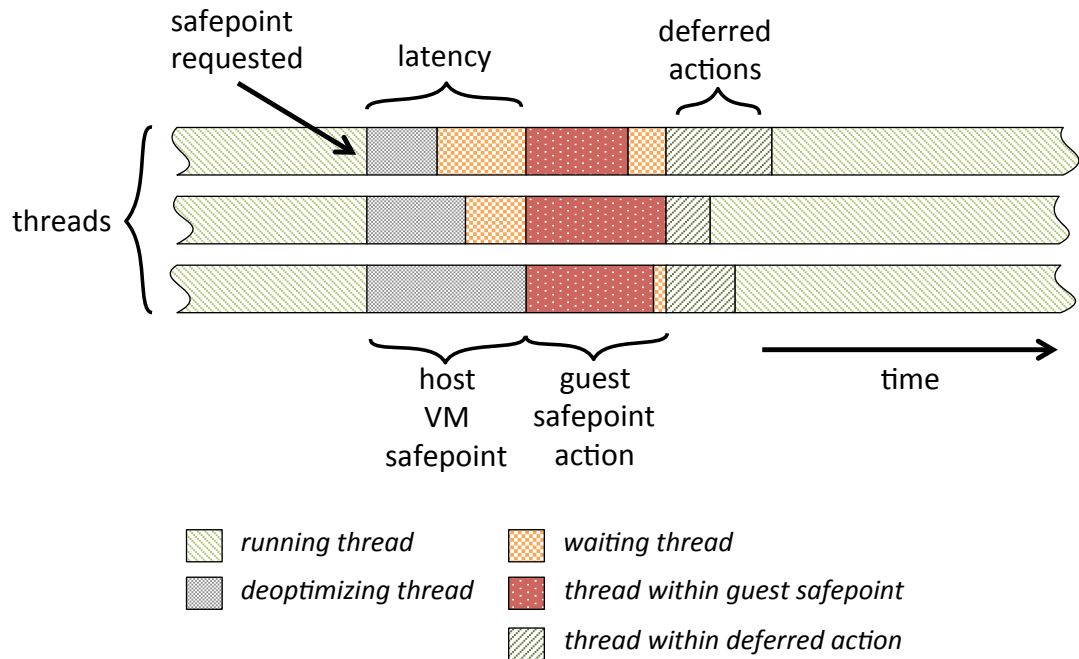 safepoint
requested
latency
deferred
actions
threads
host
VM
safepoint
guest
safepoint
action
time
running thread
waiting thread
deoptimizing thread
thread within guest safepoint
thread within deferred action